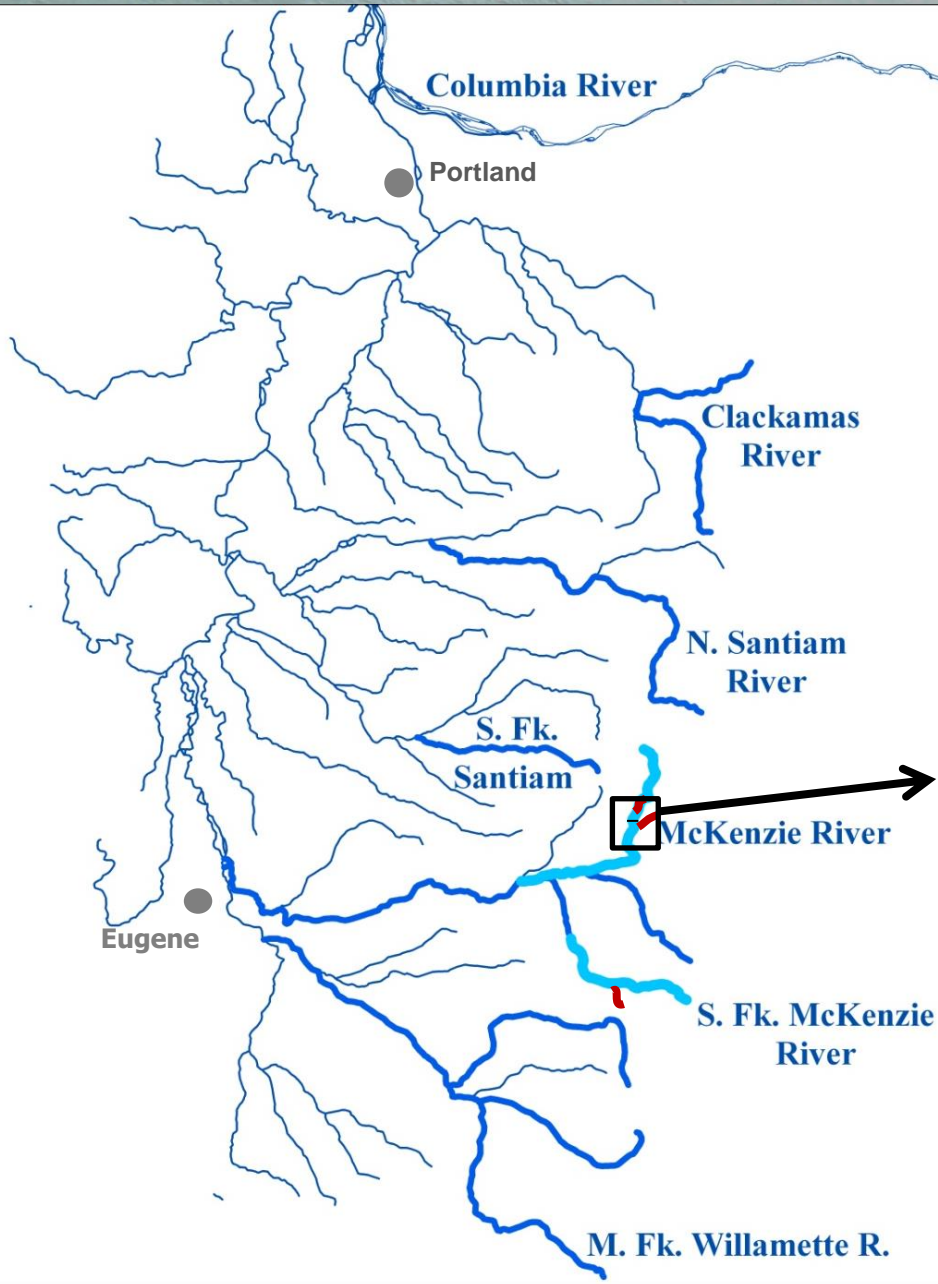 Columbia River
Portland
Clackamas
River
N. Santiam
River
S. Fk.
Santiam
McKenzie River
Eugene
S. Fk. McKenzie
River
M. Fk. Willamette R.